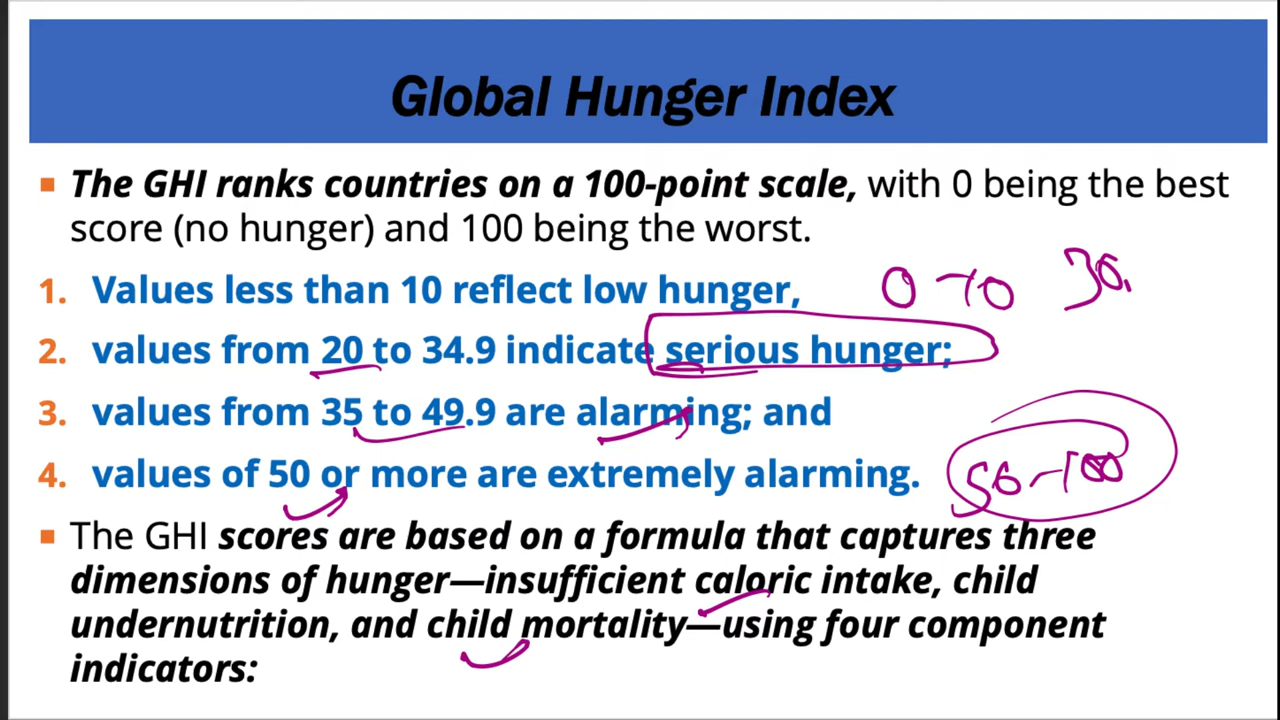 Global Hunger Index
▪ The GHI ranks countries on a 100-point scale, with 0 being the best
score (no hunger) and 100 being the worst.
1. Values less than 10 reflect low hunger,
0 - 10 30.
2. values from 20 to 34.9 indicate serious hunger;
3. values from 35 to 49.9 are alarming; and
4. values of 50 or more are extremely alarming.
50 - 100
▪ The GHI scores are based on a formula that captures three
dimensions of hunger—insufficient caloric intake, child
undernutrition, and child mortality—using four component
indicators: